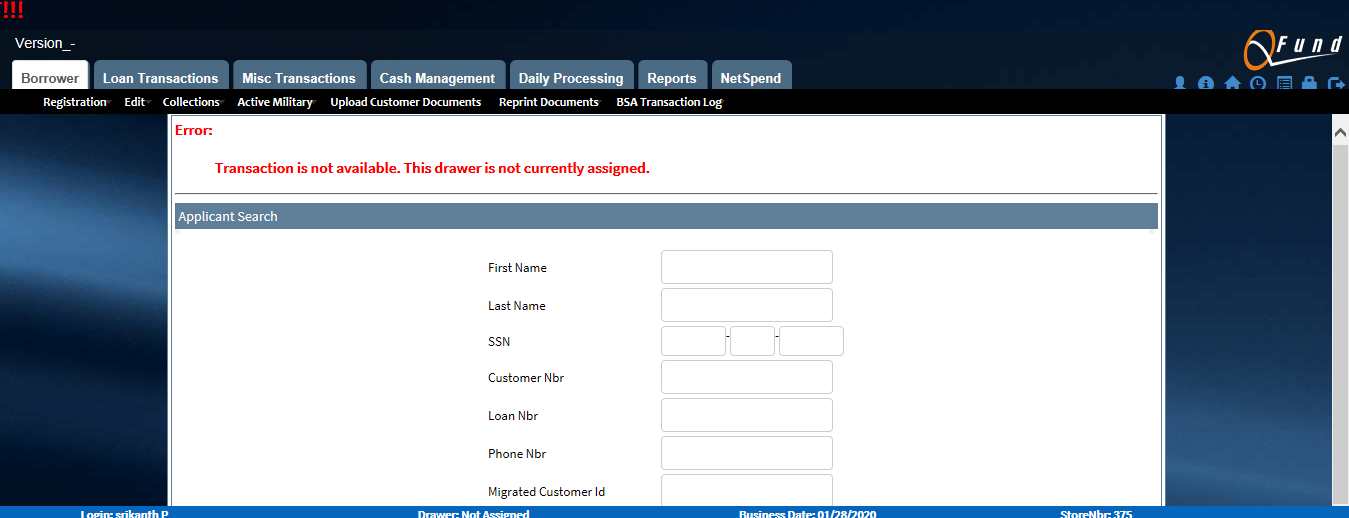 !!!
Version_-
QFund
Borrower Loan Transactions Misc Transactions Cash Management Daily Processing Reports NetSpend
Registration Edit Collections Active Military Upload Customer Documents Reprint Documents BSA Transaction Log
Error:
Transaction is not available. This drawer is not currently assigned.
Applicant Search
First Name
Last Name
SSN - -
Customer Nbr
Loan Nbr
Phone Nbr
Migrated Customer Id
Login: srikanth P Drawer: Not Assigned Business Date: 01/28/2020 StoreNbr: 375